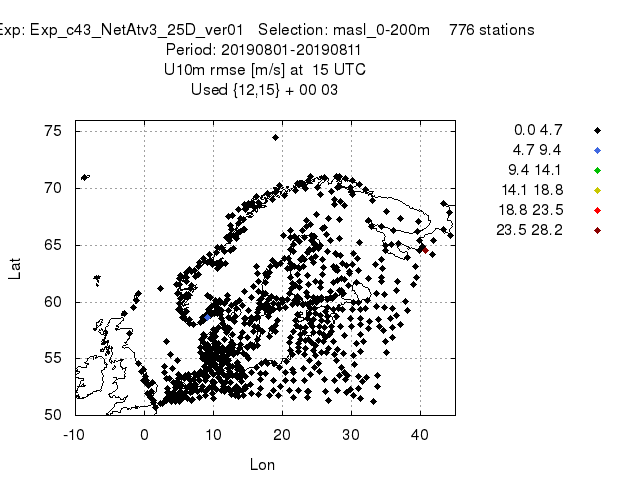 Exp: Exp_c43_NetAtv3_25D_ver01 Selection: masl_0-200m 776 stations
Period: 20190801-20190811
U10m rmse [m/s] at 15 UTC
Used {12,15} + 00 03
75
70
65
60
55
50
-10 0 10 20 30 40
Lat
Lon
0.0 4.7
4.7 9.4
9.4 14.1
14.1 18.8
18.8 23.5
23.5 28.2